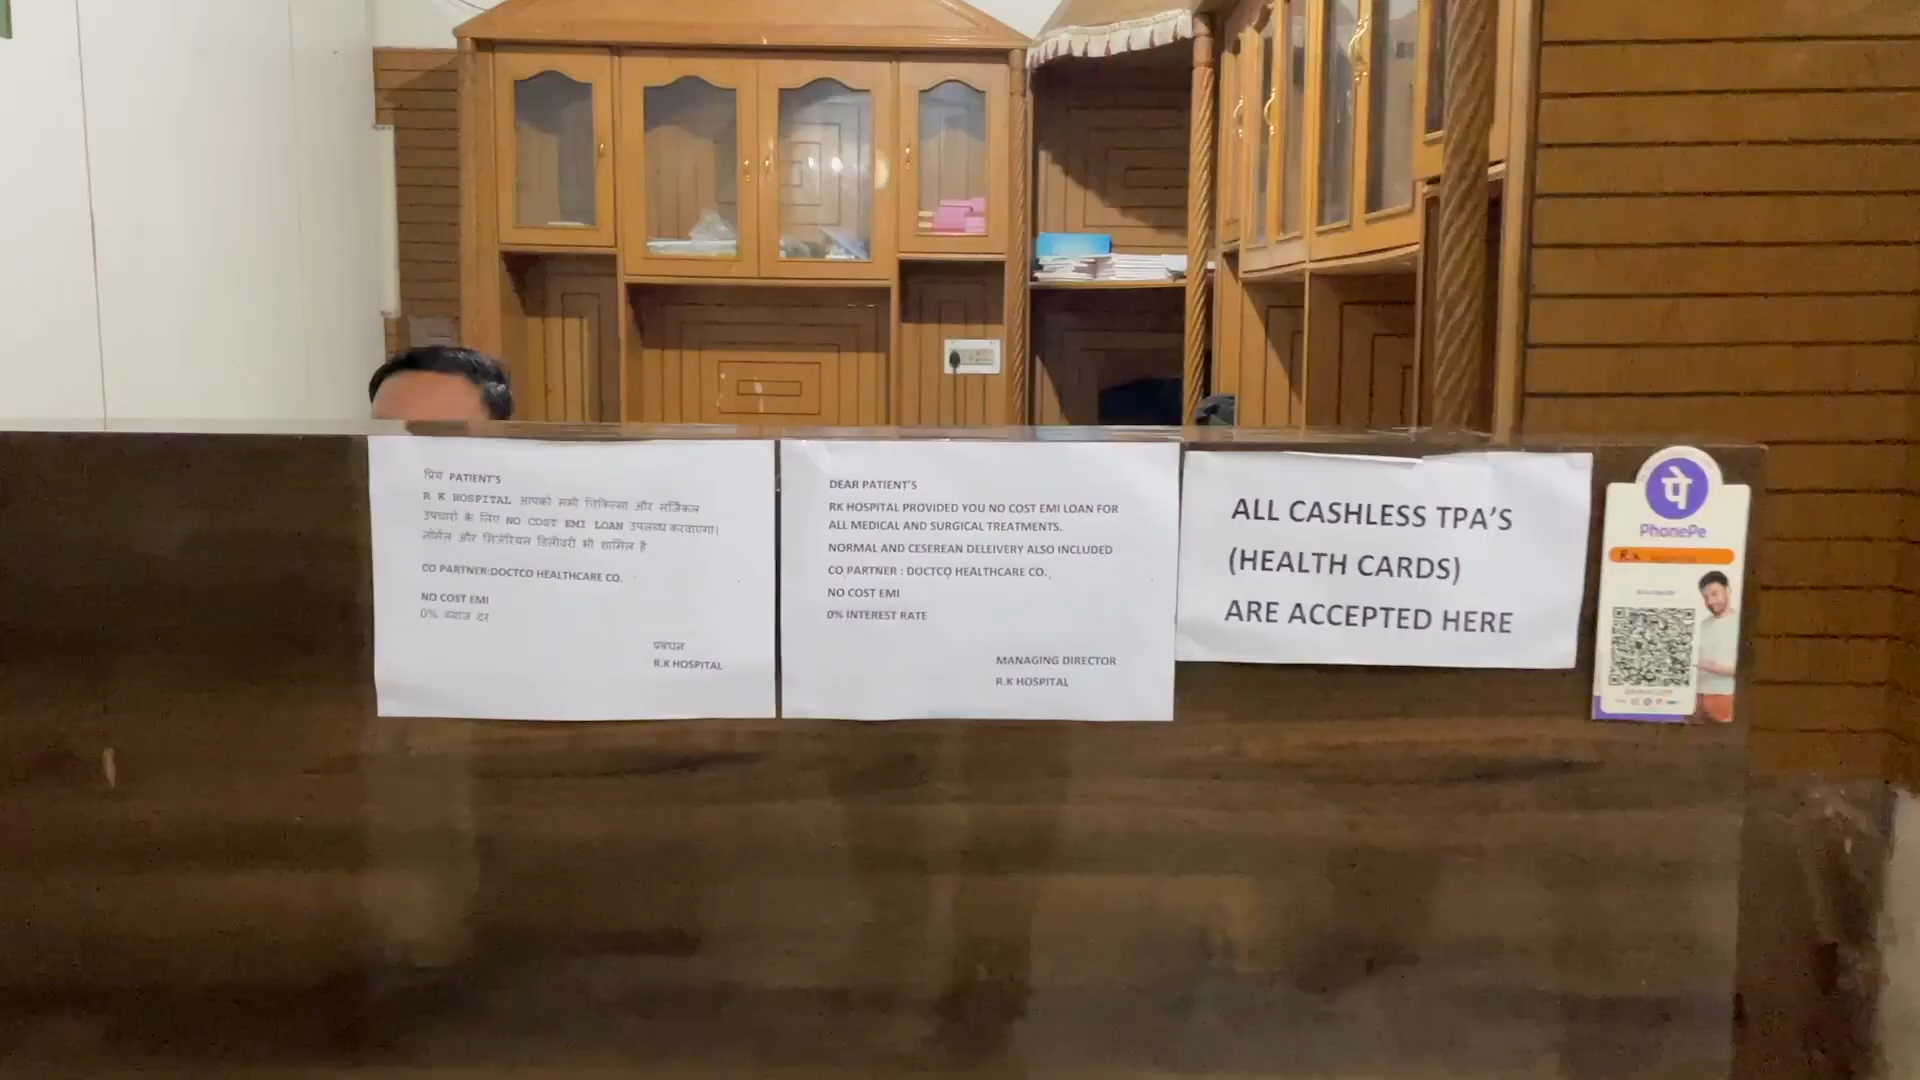 प्रिय PATIENT'S
R K HOSPITAL आपको सभी चिकित्सा और सर्जिकल
उपचारो के लिए NO COST EMI LOAN उपलब्ध करवाएगा।
नॉर्मल और सिजेरियन डिलीवरी भी शामिल है
CO PARTNER:DOCTCO HEALTHCARE CO.
NO COST EMI
0% ब्याज दर
प्रबंधन
R.K HOSPITAL
DEAR PATIENT'S
RK HOSPITAL PROVIDED YOU NO COST EMI LOAN FOR
ALL MEDICAL AND SURGICAL TREATMENTS.
NORMAL AND CESEREAN DELEIVERY ALSO INCLUDED
CO PARTNER : DOCTCO HEALTHCARE CO.,
NO COST EMI
0% INTEREST RATE
MANAGING DIRECTOR
R.K HOSPITAL
ALL CASHLESS TPA'S
(HEALTH CARDS)
ARE ACCEPTED HERE
पे
PhonePe
R.K